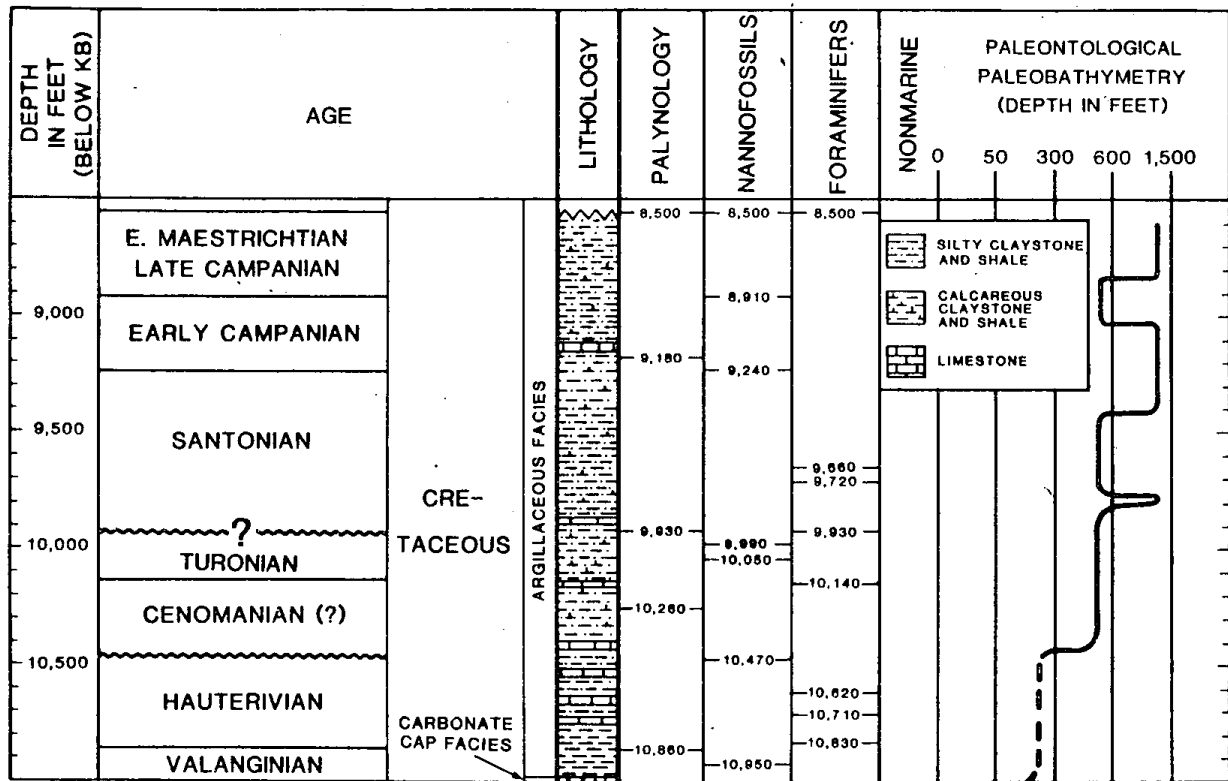 DEPTH
IN FEET
(BELOW KB)
AGE
LITHOLOGY
PALYNOLOGY
NANNOFOSSILS
FORAMINIFERS
NONMARINE
PALEONTOLOGICAL
PALEOBATHYMETRY
(DEPTH IN FEET)
0 50 300 600 1,500
9,000
9,500
10,000
10,500
E. MAESTRICHTIAN
LATE CAMPANIAN
EARLY CAMPANIAN
SANTONIAN
?
TURONIAN
CENOMANIAN (?)
HAUTERIVIAN
VALANGINIAN
CRE-
TACEOUS
ARGILLACEOUS FACIES
CARBONATE
CAP FACIES
8,500
9,180
9,930
10,260
10,860
8,500
8,910
9,240
9,990
10,050
10,470
10,950
8,500
9,660
9,720
9,930
10,140
10,620
10,710
10,830
SILTY CLAYSTONE
AND SHALE
CALCAREOUS
CLAYSTONE
AND SHALE
LIMESTONE